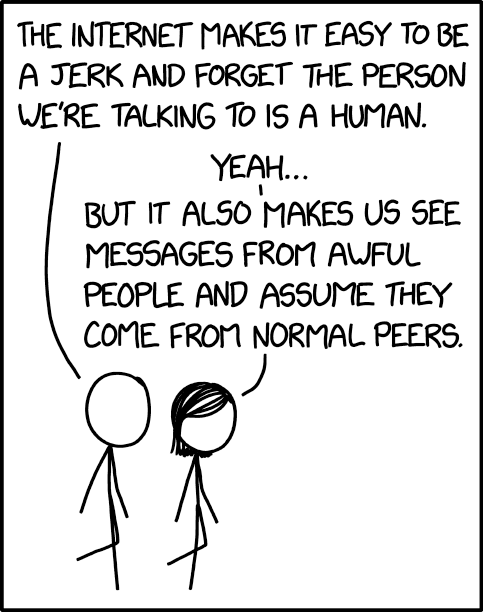 THE INTERNET MAKES IT EASY TO BE
A JERK AND FORGET THE PERSON
WE'RE TALKING TO IS A HUMAN.
YEAH...
BUT IT ALSO MAKES US SEE
MESSAGES FROM AWFUL
PEOPLE AND ASSUME THEY
COME FROM NORMAL PEERS.